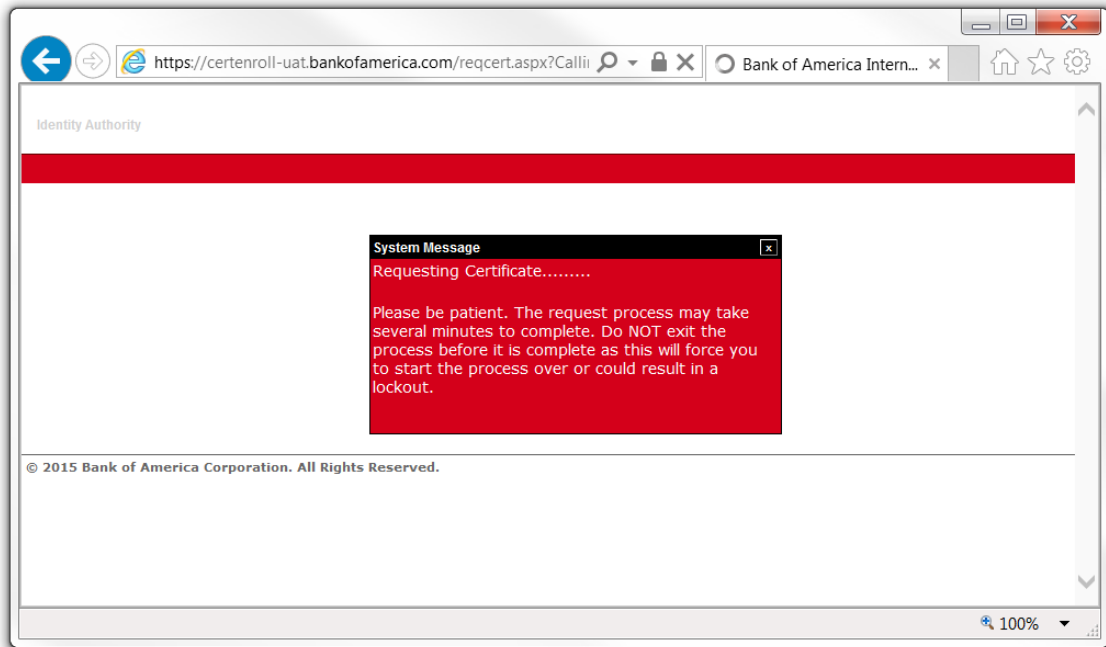 https://certenroll-uat.bankofamerica.com/reqcert.aspx?Calli
Bank of America Intern...
Identity Authority
System Message
x
Requesting Certificate.........
Please be patient. The request process may take
several minutes to complete. Do NOT exit the
process before it is complete as this will force you
to start the process over or could result in a
lockout.
© 2015 Bank of America Corporation. All Rights Reserved.
100%